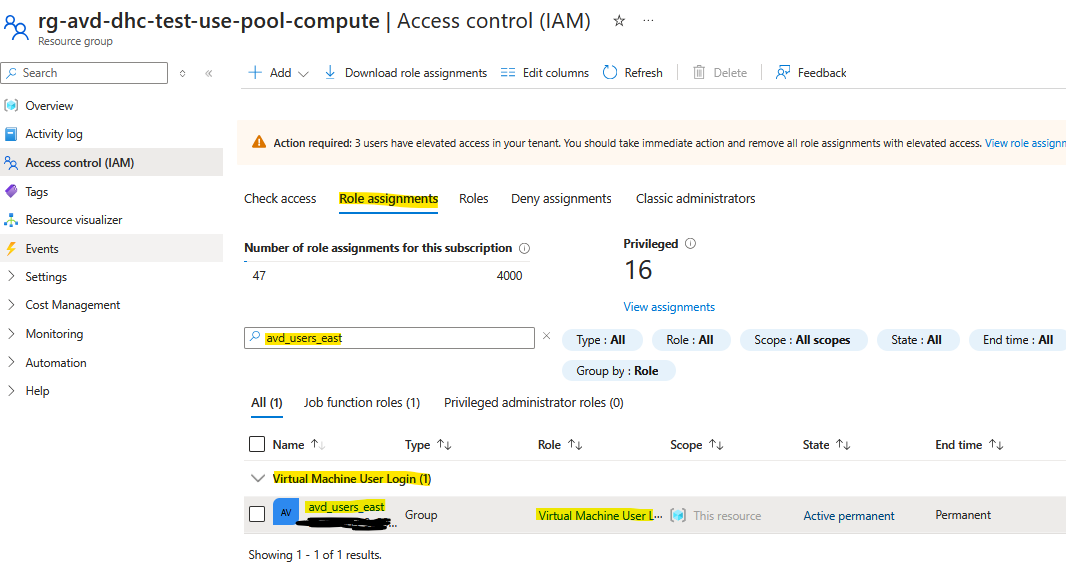 rg-avd-dhc-test-use-pool-compute | Access control (IAM)
Resource group
Search
Add
Download role assignments
Edit columns
Refresh
Delete
Feedback
Overview
Activity log
Access control (IAM)
Tags
Resource visualizer
Events
Settings
Cost Management
Monitoring
Automation
Help
Action required: 3 users have elevated access in your tenant. You should take immediate action and remove all role assignments with elevated access. View role assignm
Check access
Role assignments
Roles
Deny assignments
Classic administrators
Number of role assignments for this subscription
47
4000
Privileged
16
View assignments
avd_users_east
Type : All
Role : All
Scope : All scopes
State : All
End time : All
Group by : Role
All (1)
Job function roles (1)
Privileged administrator roles (0)
Name
Type
Role
Scope
State
End time
Virtual Machine User Login (1)
AV
avd_users_east
...
Group
Virtual Machine User L...
This resource
Active permanent
Permanent
Showing 1 - 1 of 1 results.